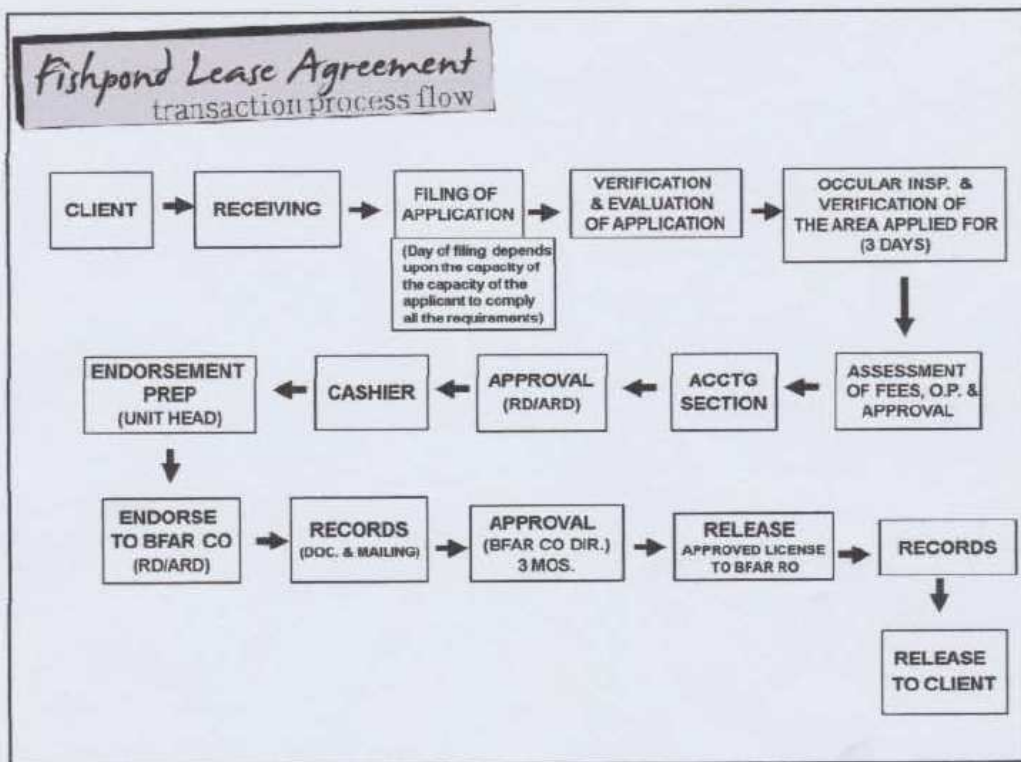 Fishpond Lease Agreement
transaction process flow
CLIENT
RECEIVING
FILING OF
APPLICATION
(Day of filing depends
upon the capacity of
the capacity of the
applicant to comply
all the requirements)
VERIFICATION
& EVALUATION
OF APPLICATION
OCCULAR INSP. &
VERIFICATION OF
THE AREA APPLIED FOR
(3 DAYS)
ASSESSMENT
OF FEES, O.P. &
APPROVAL
ACCTG
SECTION
APPROVAL
(RD/ARD)
CASHIER
ENDORSEMENT
PREP
(UNIT HEAD)
ENDORSE
TO BFAR CO
(RD/ARD)
RECORDS
(DOC. & MAILING)
APPROVAL
(BFAR CO DIR.)
3 MOS.
RELEASE
APPROVED LICENSE
TO BFAR RO
RECORDS
RELEASE
TO CLIENT